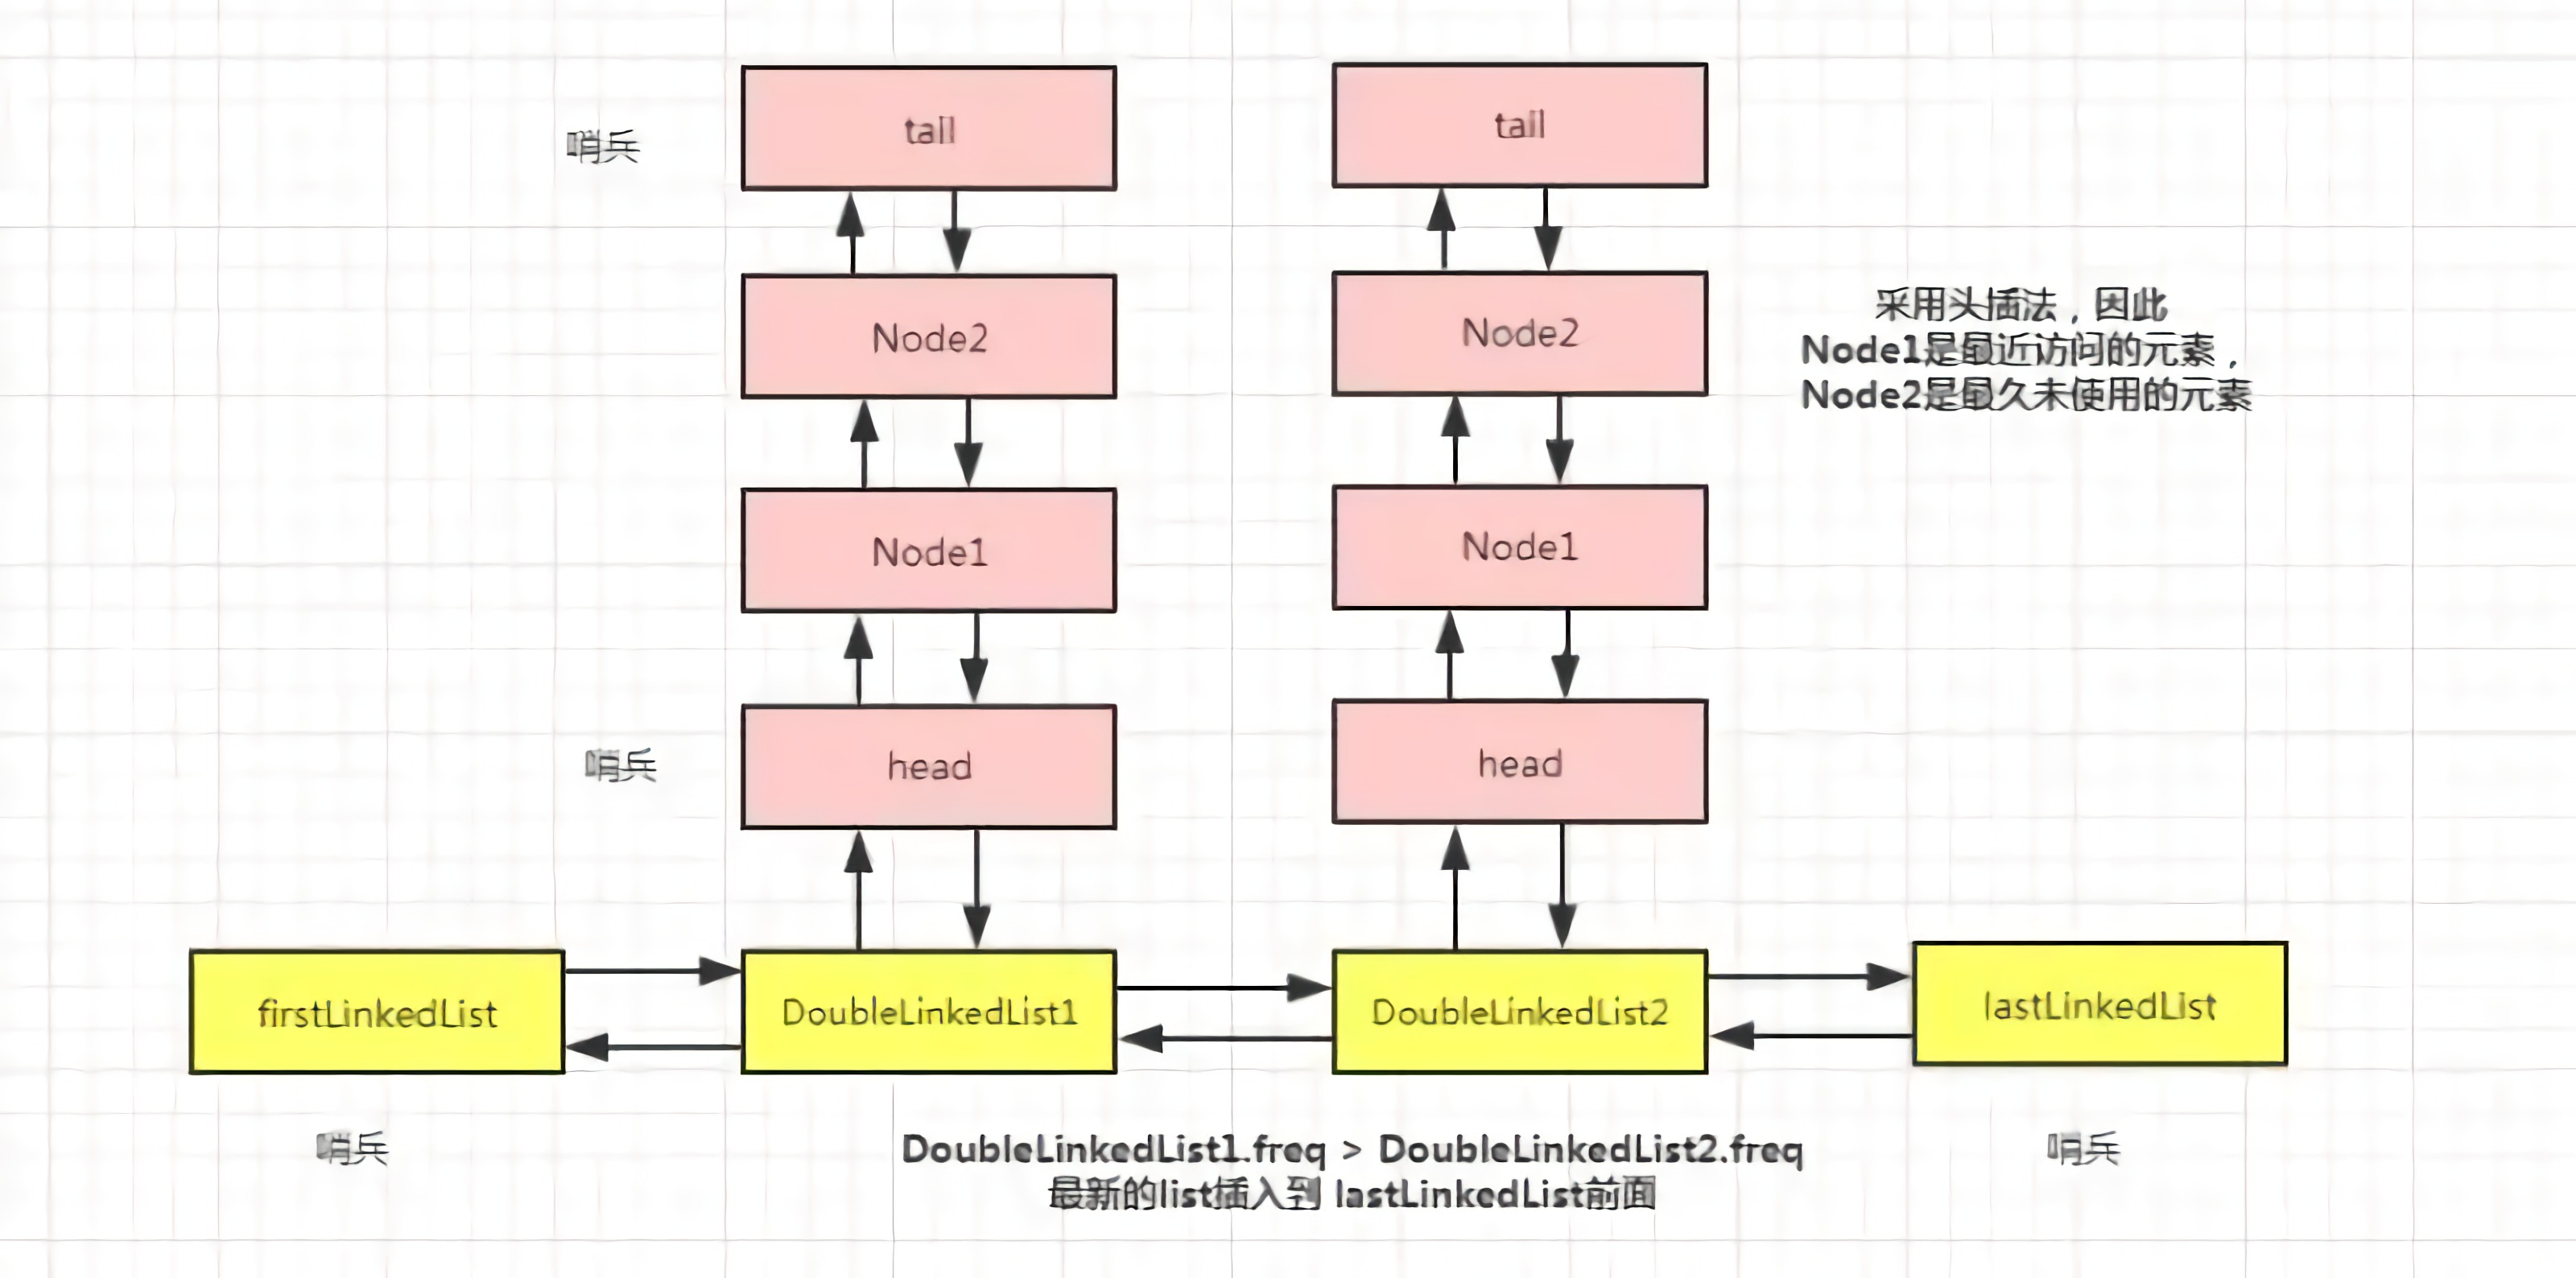 tail
tail
哨兵
Node2
Node2
采用头插法，因此
Node1是最近访问的元素，
Node2是最久未使用的元素
Node1
Node1
哨兵
head
head
firstLinkedList
DoubleLinkedList1
DoubleLinkedList2
lastLinkedList
哨兵
DoubleLinkedList1.freq > DoubleLinkedList2.freq
哨兵
最新的list插入到 lastLinkedList前面